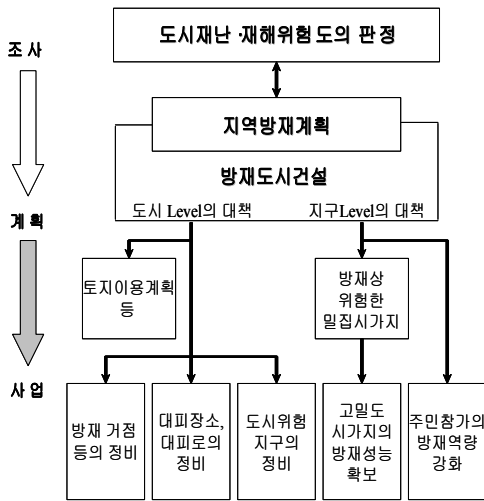 도시재난·재해위험도의 판정
조 사
지역방재계획
방재도시건설
도시 Level의 대책
지구Level의 대책
계 획
토지이용계획
등
방재상
위험한
밀집시가지
사 업
방재 거점
등의 정비
대피장소,
대피로의
정비
도시위험
지구의
정비
고밀도
시가지의
방재성능
확보
주민참가의
방재역량
강화